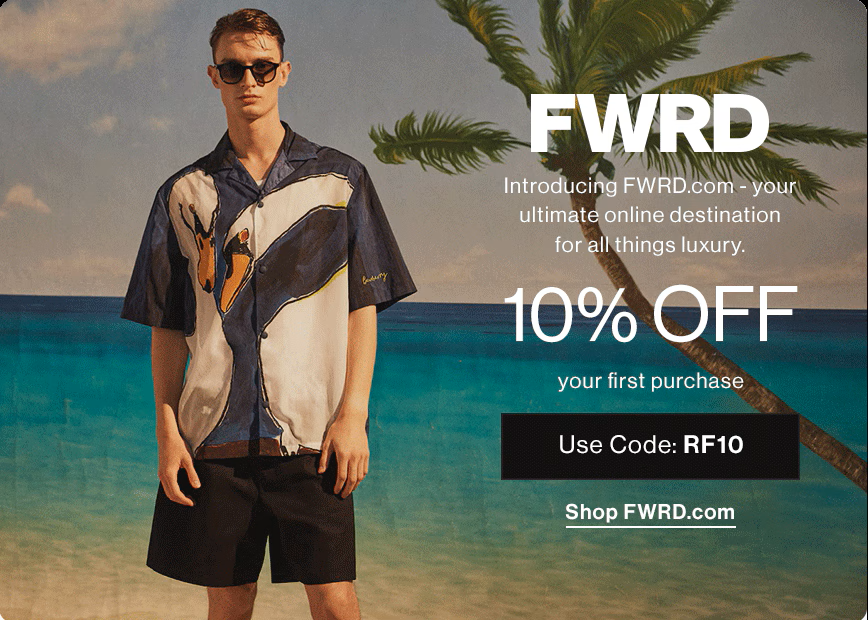 FWRD
Introducing FWRD.com - your
ultimate online destination
for all things luxury.
10% OFF
your first purchase
Use Code: RF10
Shop FWRD.com